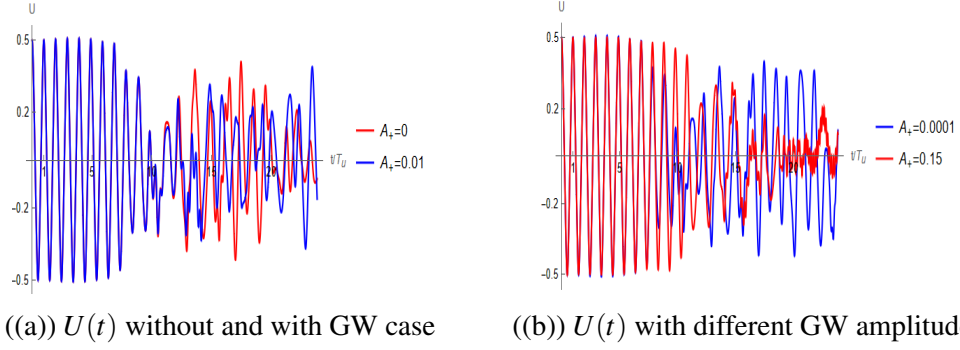 U
U
0.5
0.5
0.2
0.2
A₊=0
A₊=0.01
A₊=0.0001
A₊=0.15
1
5
10
15
20
t/Tᵤ
1
5
10
15
20
t/Tᵤ
−0.2
−0.2
−0.5
−0.5
((a)) U(t) without and with GW case
((b)) U(t) with different GW amplitud